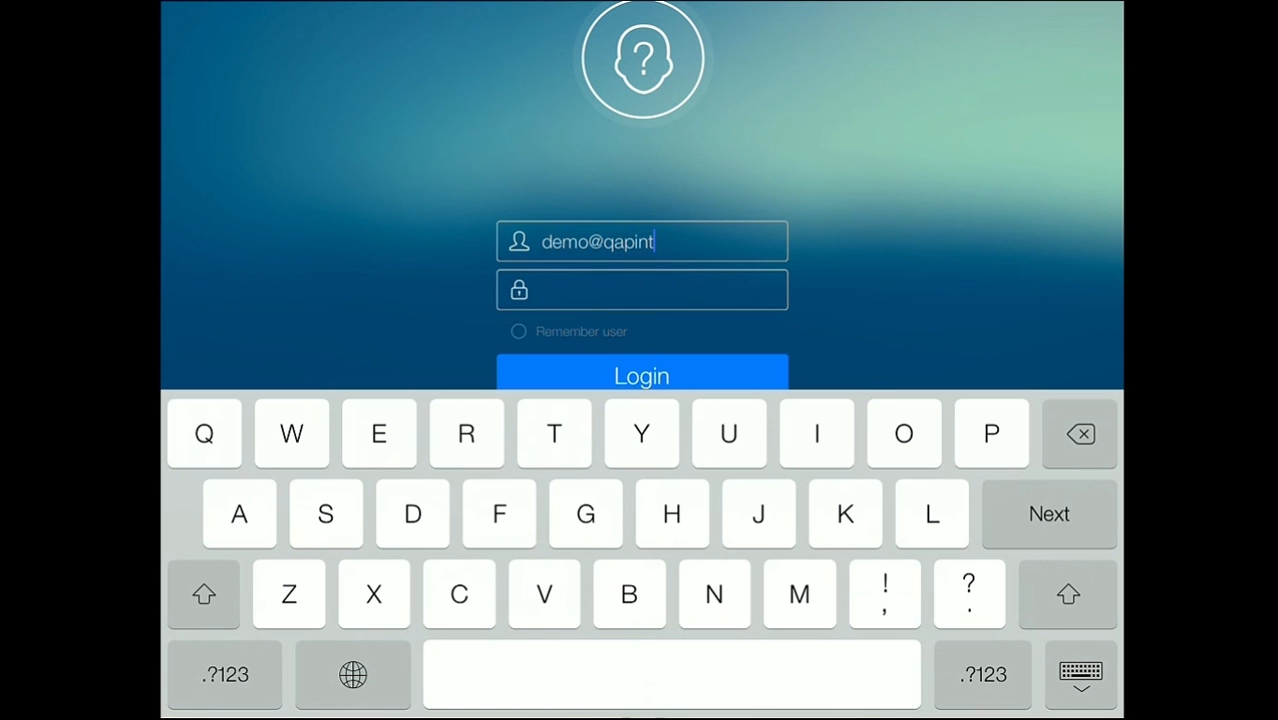 ?
demo@qapint
Remember user
Login
Q W E R T Y U I O P
A S D F G H J K L Next
Z X C V B N M ! , ? .
.?123 .?123